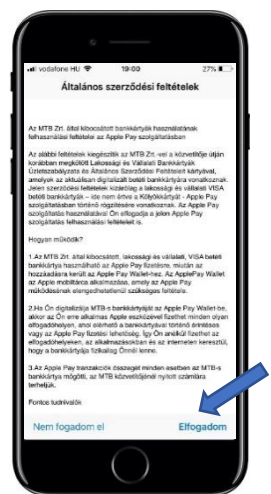 vodafone HU 19:00 27%
Általános szerződési feltételek
Az MTB Zrt. által kibocsátott bankkártyák használatának
felhasználási feltételei az Apple Pay szolgáltatásban
Az alábbi feltételek kiegészítik az MTB Zrt.-vel a közvetítője útján
korábban megkötött Lakossági és Vállalati Bankkártyák
Üzletszabályzata és Általános Szerződési Feltételeit kártyával,
amelyek az aktuálisan digitalizált betéti bankkártyára vonatkoznak.
Jelen szerződési feltételek kizárólag a lakossági és vállalati VISA
betéti bankkártyák – ide nem értve a Kölyökkártyát - Apple Pay
szolgáltatásban történő rögzítésére vonatkoznak. Az Apple Pay
szolgáltatás használatával Ön elfogadja a jelen Apple Pay
szolgáltatás felhasználási feltételeit is.
Hogyan működik?
1.Az MTB Zrt. által kibocsátott, lakossági és vállalati, VISA betéti
bankkártya használható az Apple Pay fizetésre, miután az
hozzáadásra került az Apple Pay Wallet-hez. Az ApplePay Wallet
az Apple mobiltárca alkalmazása, amely az Apple Pay
működésének elengedhetetlenül szükséges feltétele.
2.Ha Ön digitalizálja MTB-s bankkártyáját az Apple Pay Wallet-be,
akkor az Ön erre alkalmas Apple eszközével fizethet minden olyan
elfogadóhelyen, ahol elérhető a bankkártyával történő érintéses
vagy az Apple Pay fizetési lehetőség. Így Ön anélkül fizethet az
elfogadóhelyeken, az alkalmazásokban és az interneten keresztül,
hogy a bankkártyája fizikailag Önnél lenne.
3.Az Apple Pay tranzakciók összegét minden esetben az MTB-s
bankkártya mögötti, az MTB közvetítőjénél nyitott számlára
terheljük.
Fontos tudnivalók
Nem fogadom el Elfogadom